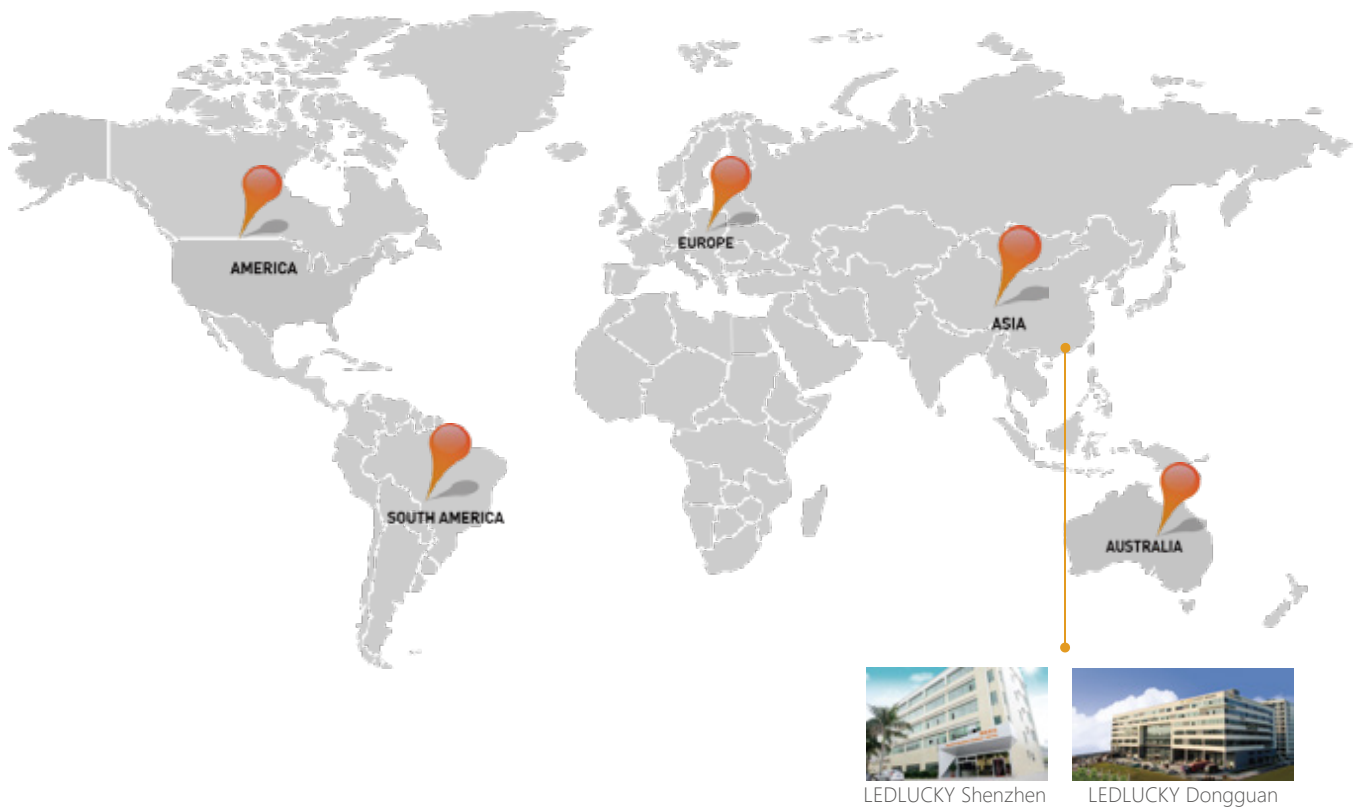 EUROPE
AMERICA
ASIA
SOUTH AMERICA
AUSTRALIA
LEDLUCKY Shenzhen
LEDLUCKY Dongguan